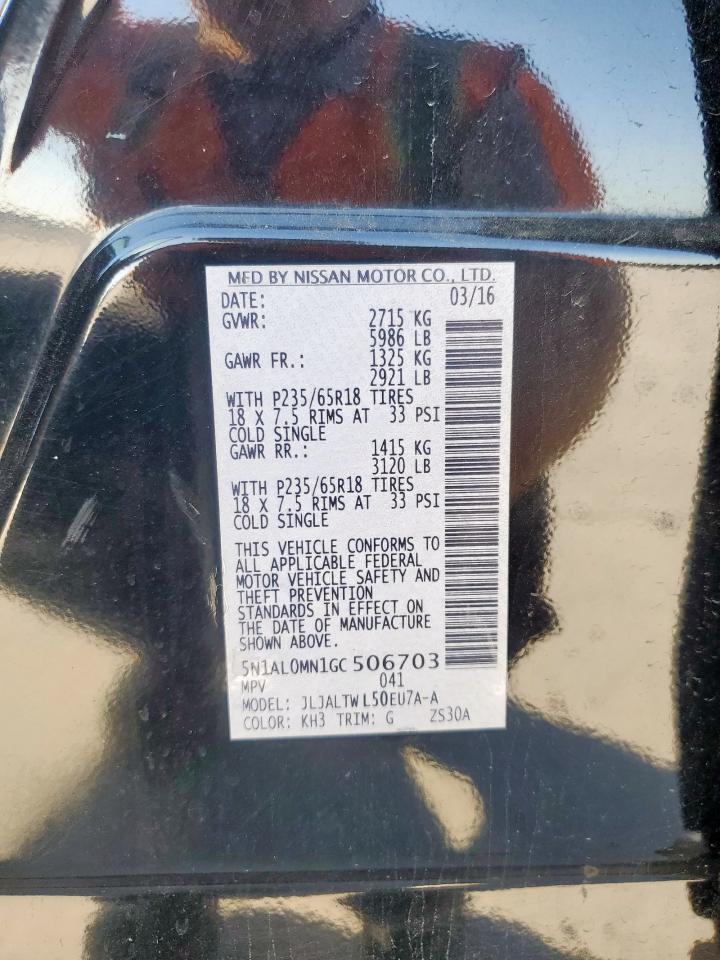 MFD BY NISSAN MOTOR CO., LTD.
DATE: 03/16
GVWR: 2715 KG
5986 LB
GAWR FR.: 1325 KG
2921 LB
WITH P235/65R18 TIRES
18 X 7.5 RIMS AT 33 PSI
COLD SINGLE
GAWR RR.: 1415 KG
3120 LB
WITH P235/65R18 TIRES
18 X 7.5 RIMS AT 33 PSI
COLD SINGLE
THIS VEHICLE CONFORMS TO
ALL APPLICABLE FEDERAL
MOTOR VEHICLE SAFETY AND
THEFT PREVENTION
STANDARDS IN EFFECT ON
THE DATE OF MANUFACTURE
SHOWN ABOVE.
5N1AL0MN1GC506703
MPV 041
MODEL: JLJALTWL50EU7A-A
COLOR: KH3 TRIM: G ZS30A